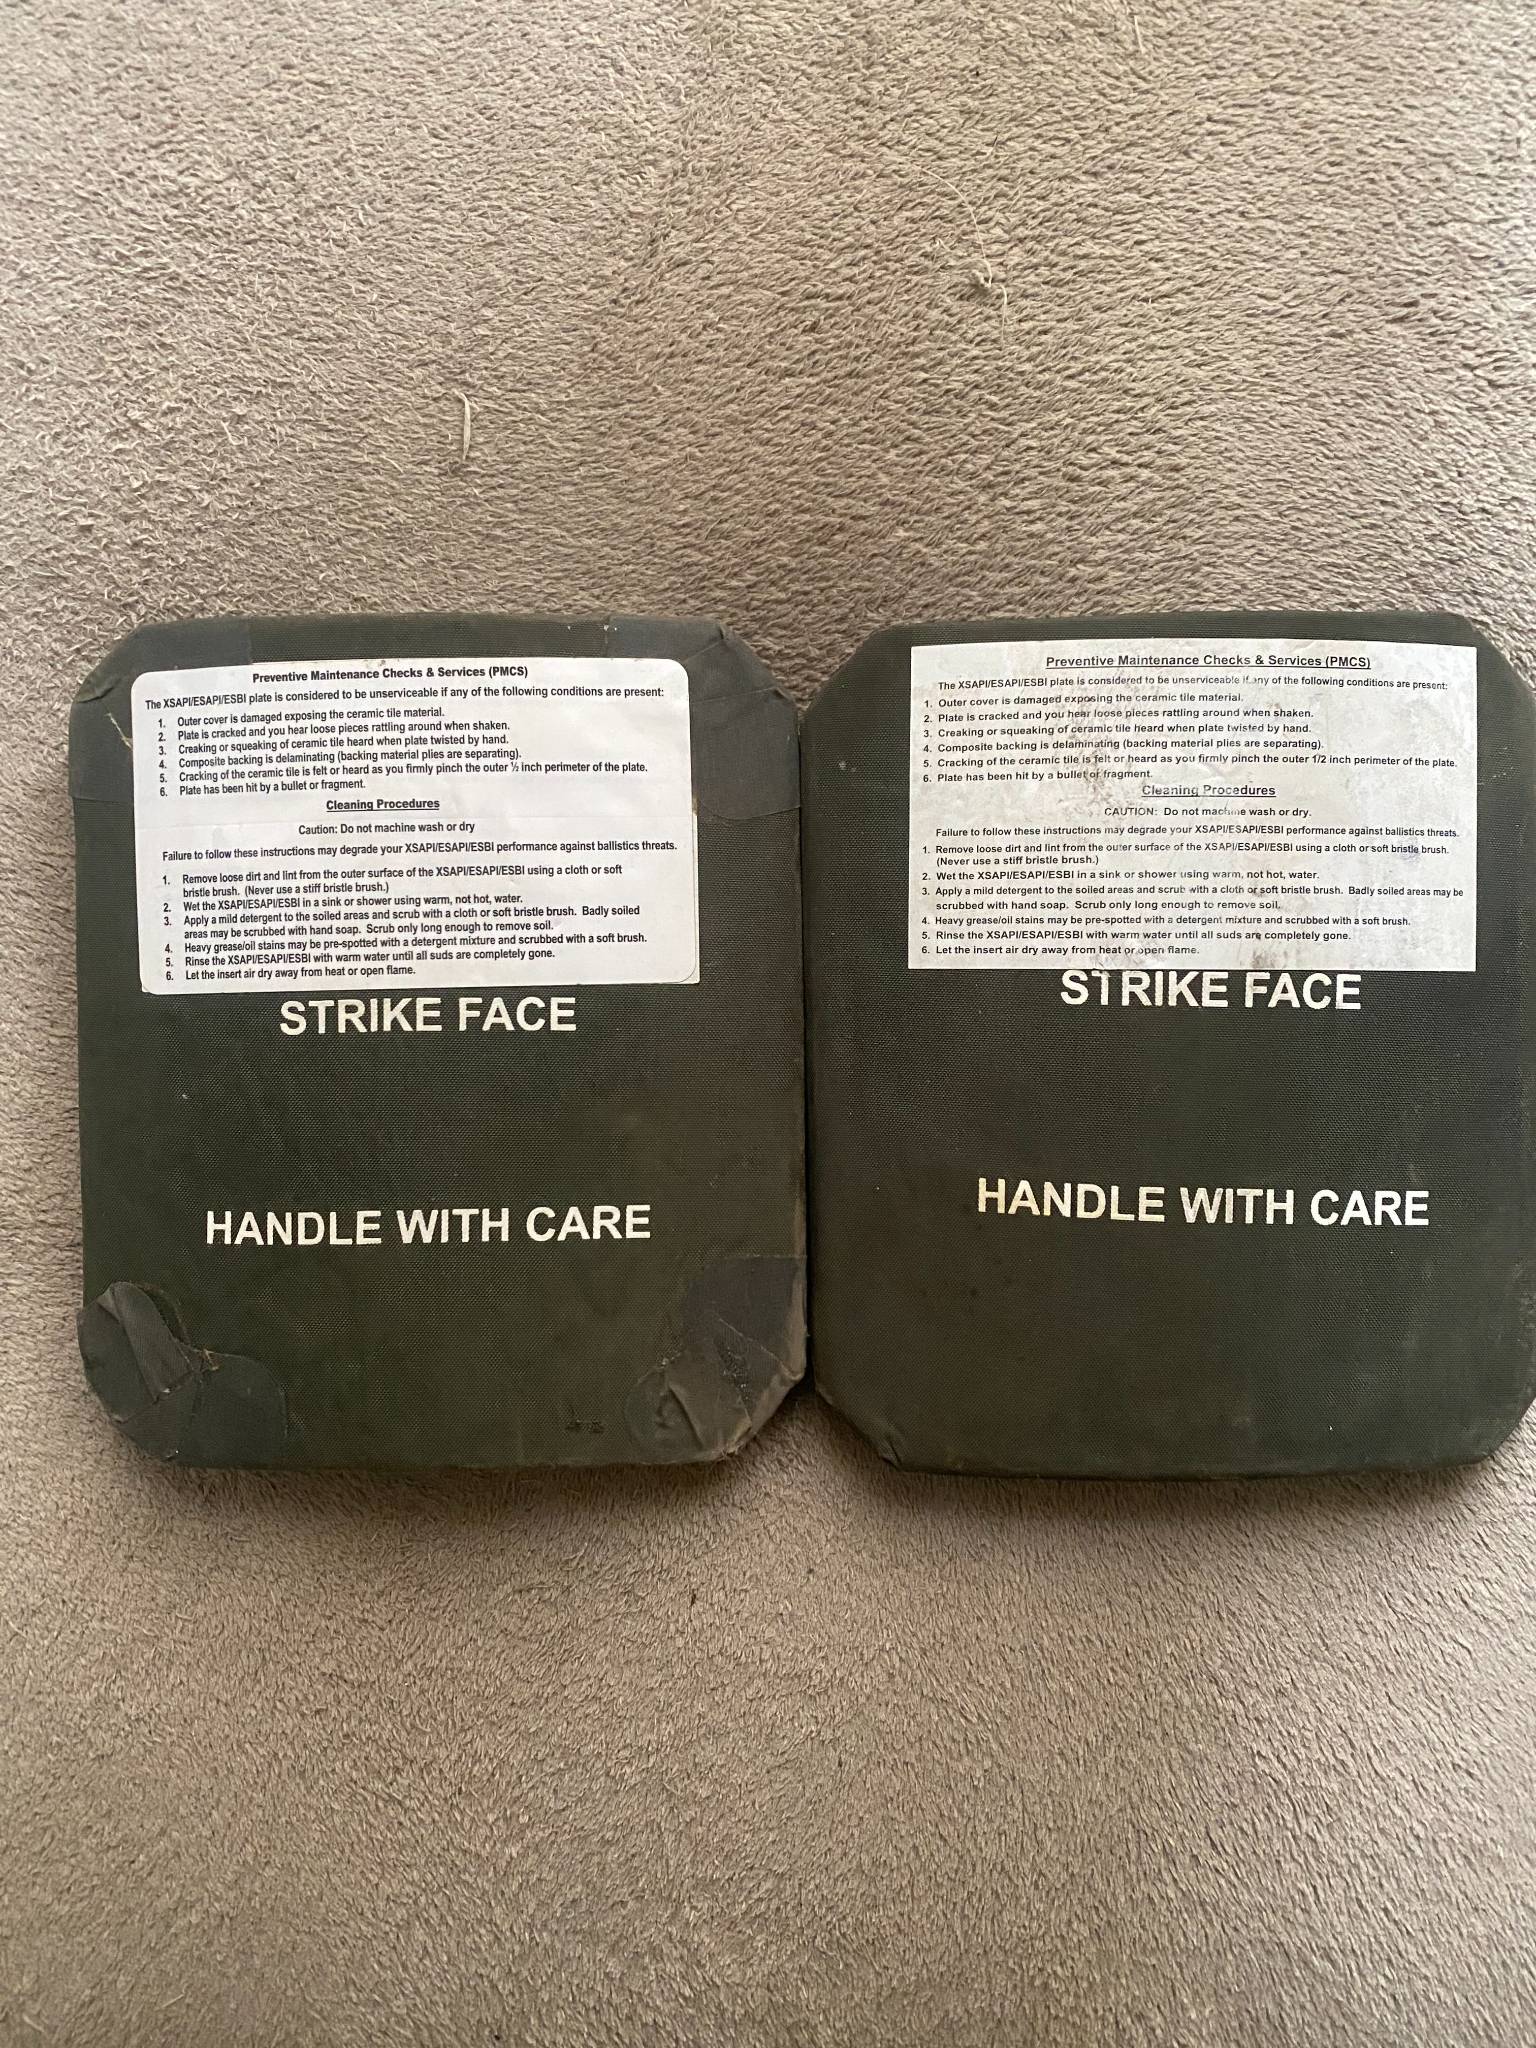 Preventive Maintenance Checks & Services (PMCS)
The XSAPI/ESAPI/ESBI plate is considered to be unserviceable if any of the following conditions are present:
1. Outer cover is damaged exposing the ceramic tile material.
2. Plate is cracked and you hear loose pieces rattling around when shaken.
3. Creaking or squeaking of ceramic tile heard when plate twisted by hand.
4. Composite backing is delaminating (backing material plies are separating).
5. Cracking of the ceramic tile is felt or heard as you firmly pinch the outer ½ inch perimeter of the plate.
6. Plate has been hit by a bullet or fragment.
Cleaning Procedures
Caution: Do not machine wash or dry
Failure to follow these instructions may degrade your XSAPI/ESAPI/ESBI performance against ballistics threats.
1. Remove loose dirt and lint from the outer surface of the XSAPI/ESAPI/ESBI using a cloth or soft
bristle brush. (Never use a stiff bristle brush.)
2. Wet the XSAPI/ESAPI/ESBI in a sink or shower using warm, not hot, water.
3. Apply a mild detergent to the soiled areas and scrub with a cloth or soft bristle brush. Badly soiled
areas may be scrubbed with hand soap. Scrub only long enough to remove soil.
4. Heavy grease/oil stains may be pre-spotted with a detergent mixture and scrubbed with a soft brush.
5. Rinse the XSAPI/ESAPI/ESBI with warm water until all suds are completely gone.
6. Let the insert air dry away from heat or open flame.
STRIKE FACE
HANDLE WITH CARE
Preventive Maintenance Checks & Services (PMCS)
The XSAPI/ESAPI/ESBI plate is considered to be unserviceable if any of the following conditions are present:
1. Outer cover is damaged exposing the ceramic tile material.
2. Plate is cracked and you hear loose pieces rattling around when shaken.
3. Creaking or squeaking of ceramic tile heard when plate twisted by hand.
4. Composite backing is delaminating (backing material plies are separating).
5. Cracking of the ceramic tile is felt or heard as you firmly pinch the outer 1/2 inch perimeter of the plate.
6. Plate has been hit by a bullet or fragment.
Cleaning Procedures
CAUTION: Do not machine wash or dry.
Failure to follow these instructions may degrade your XSAPI/ESAPI/ESBI performance against ballistics threats.
1. Remove loose dirt and lint from the outer surface of the XSAPI/ESAPI/ESBI using a cloth or soft bristle brush.
(Never use a stiff bristle brush.)
2. Wet the XSAPI/ESAPI/ESBI in a sink or shower using warm, not hot, water.
3. Apply a mild detergent to the soiled areas and scrub with a cloth or soft bristle brush. Badly soiled areas may be
scrubbed with hand soap. Scrub only long enough to remove soil.
4. Heavy grease/oil stains may be pre-spotted with a detergent mixture and scrubbed with a soft brush.
5. Rinse the XSAPI/ESAPI/ESBI with warm water until all suds are completely gone.
6. Let the insert air dry away from heat or open flame.
STRIKE FACE
HANDLE WITH CARE